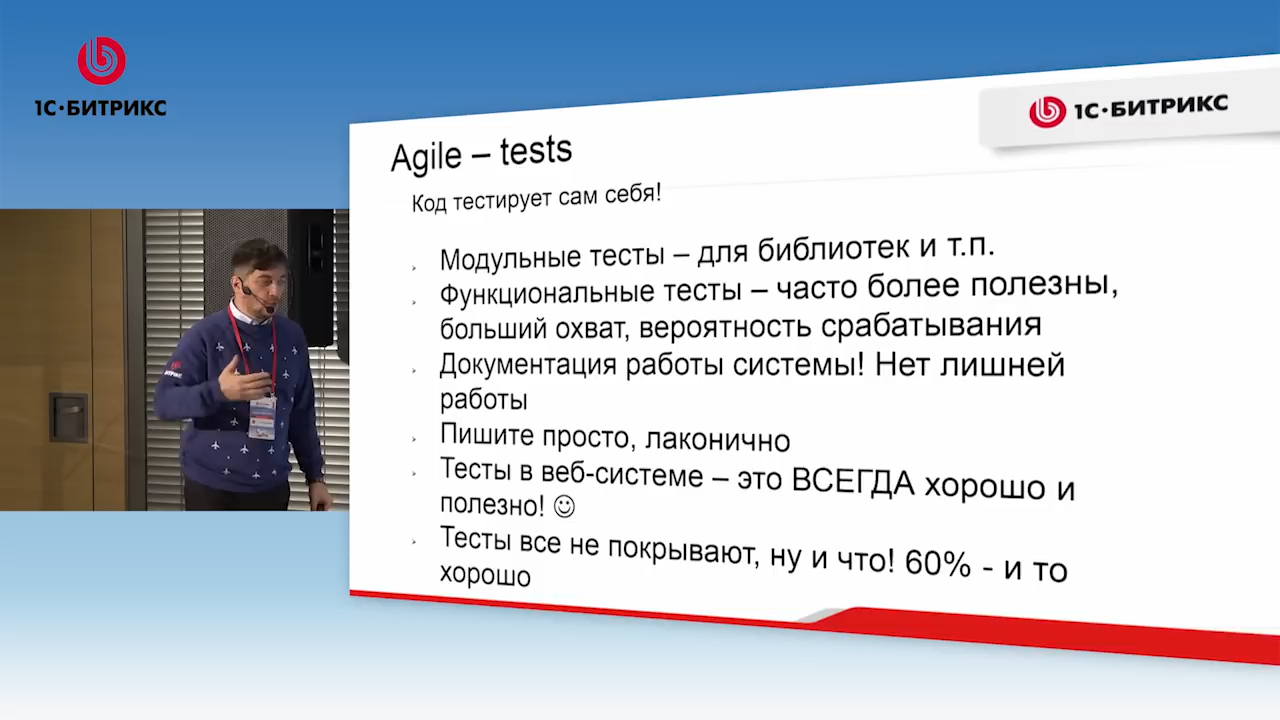 1С•БИТРИКС
1С•БИТРИКС
Agile – tests
Код тестирует сам себя!
Модульные тесты – для библиотек и т.п.
Функциональные тесты – часто более полезны,
больший охват, вероятность срабатывания
Документация работы системы! Нет лишней
работы
Пишите просто, лаконично
Тесты в веб-системе – это ВСЕГДА хорошо и
полезно! ☺
Тесты все не покрывают, ну и что! 60% - и то
хорошо
БИТРИКС